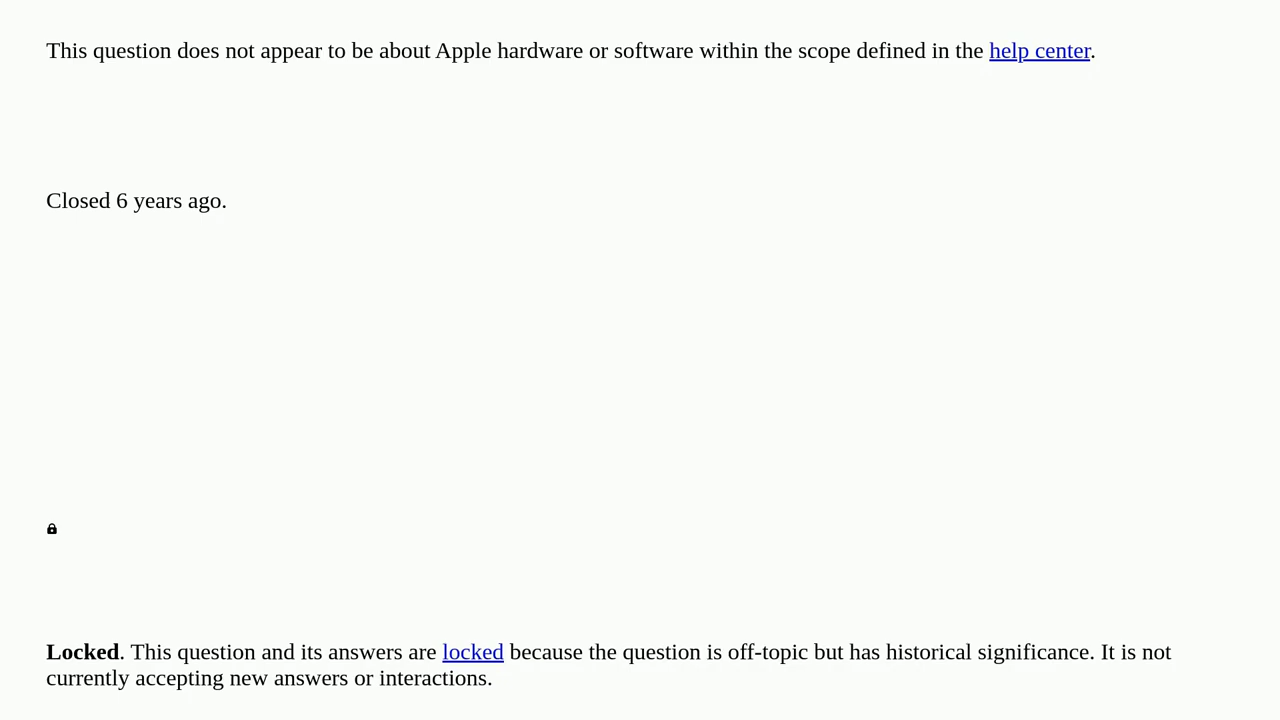 This question does not appear to be about Apple hardware or software within the scope defined in the help center.
Closed 6 years ago.
Locked. This question and its answers are locked because the question is off-topic but has historical significance. It is not
currently accepting new answers or interactions.